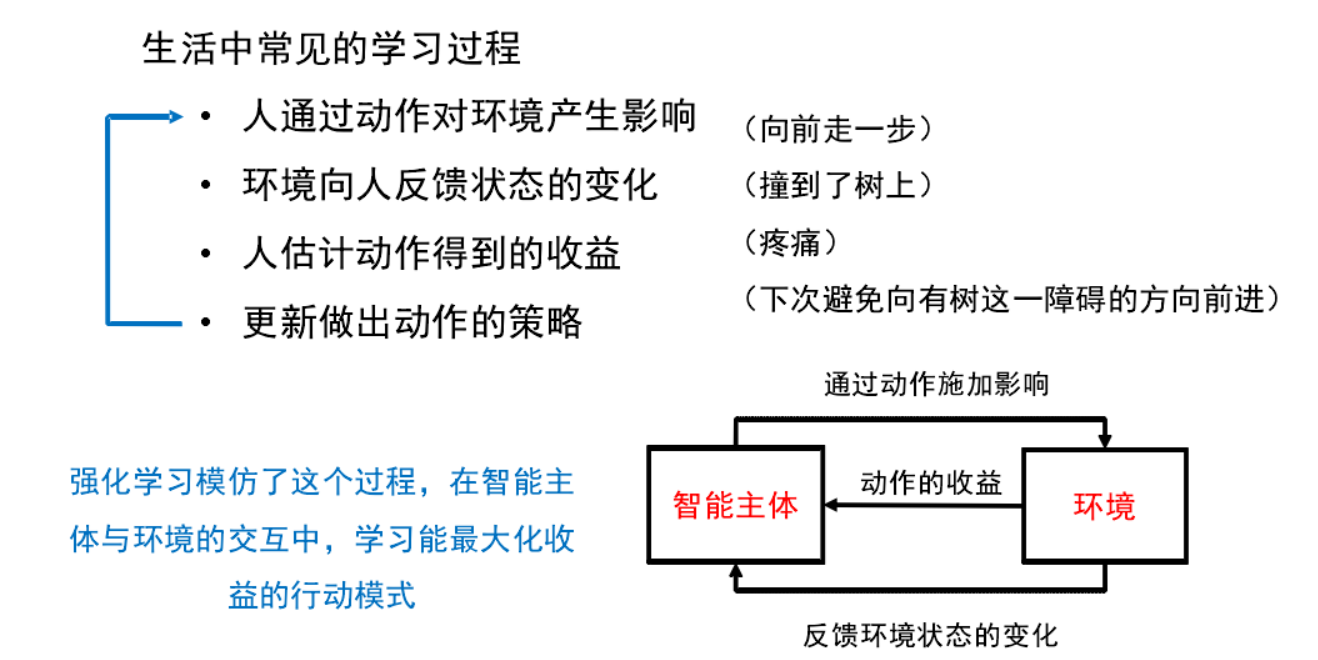 生活中常见的学习过程
• 人通过动作对环境产生影响
（向前走一步）
• 环境向人反馈状态的变化
（撞到了树上）
• 人估计动作得到的收益
（疼痛）
• 更新做出动作的策略
（下次避免向有树这一障碍的方向前进）
强化学习模仿了这个过程，在智能主
体与环境的交互中，学习能最大化收
益的行动模式
通过动作施加影响
智能主体
动作的收益
环境
反馈环境状态的变化